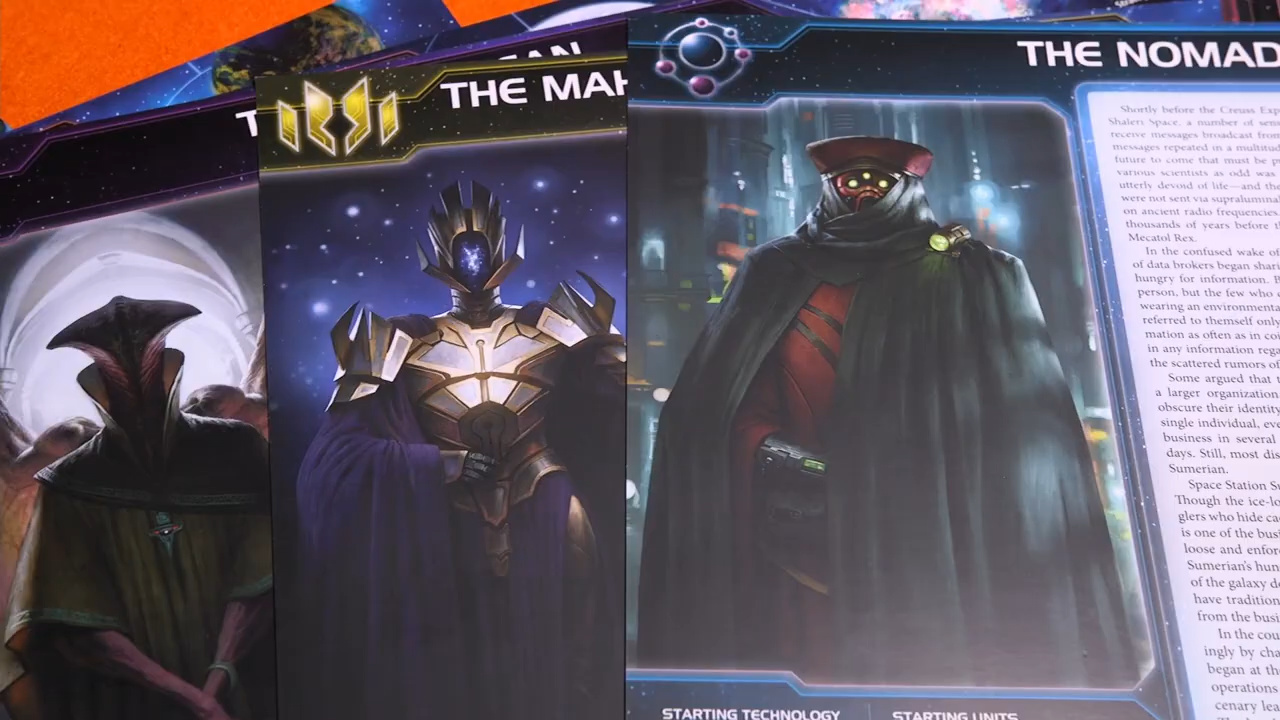 THE MAH
THE NOMAD
Shortly before the Creuss Exp
Shaleri Space, a number of sens
receive messages broadcast from
messages repeated in a multitud
future to come that must be p
various scientists as odd was
utterly devoid of life—and th
were not sent via supralumina
on ancient radio frequencies
thousands of years before th
Mecatol Rex.
In the confused wake of
of data brokers began shari
hungry for information. I
person, but the few who
wearing an environmenta
referred to themself only
mation as often as in co
in any information rega
the scattered rumors of
Some argued that t
a larger organization
obscure their identity
single individual, eve
business in several
days. Still, most dis
Sumerian.
Space Station Su
Though the ice-lo
glers who hide ca
is one of the busi
loose and enforc
Sumerian's hun
of the galaxy de
have tradition
from the busi
In the cou
ingly by cha
began at the
operations
cenary lea
STARTING TECHNOLOGY
STARTING UNITS